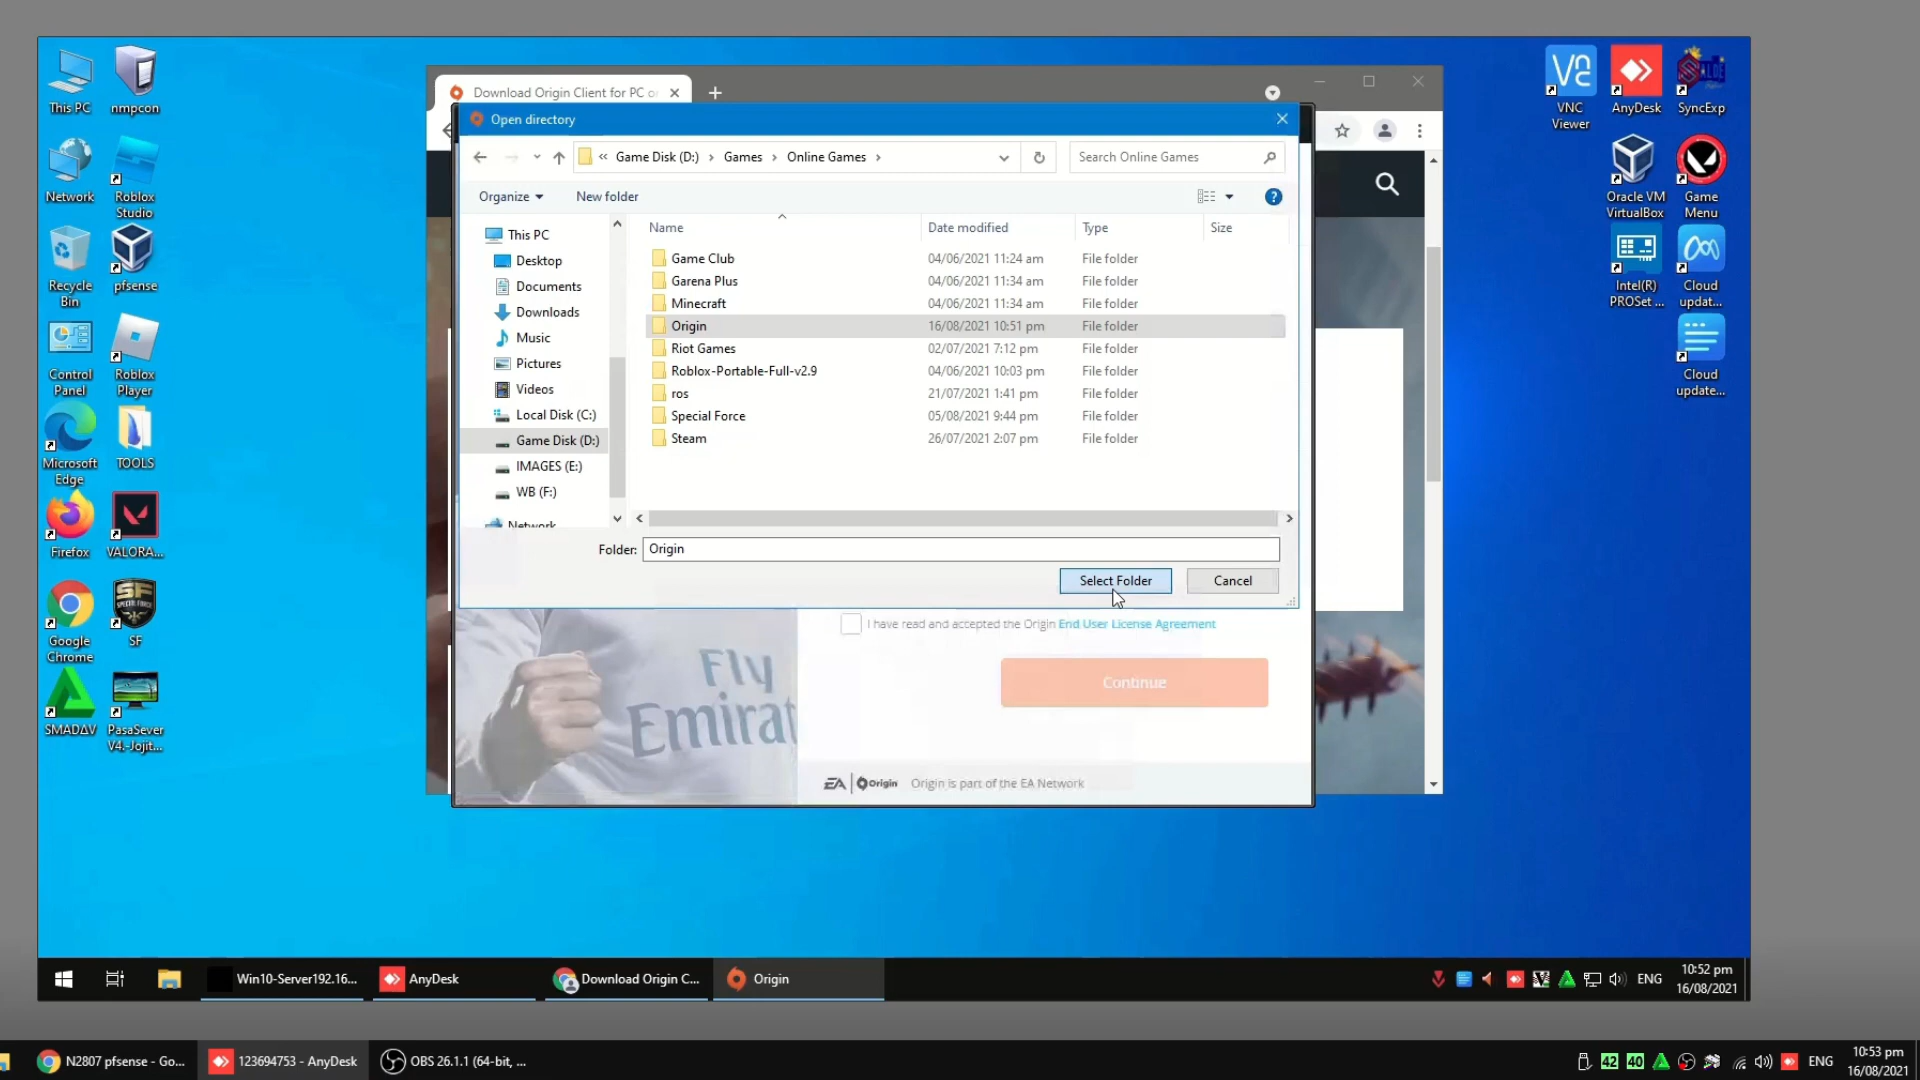 This PC
nmpcon
Network
Roblox
Studio
Recycle
Bin
pfsense
Control
Panel
Roblox
Player
Microsoft
Edge
TOOLS
Firefox
VALORA...
Google
Chrome
SPECIAL FORCE
SF
SMADΔV
PasaSever
V4.-Jojit...
VNC
Viewer
AnyDesk
SyncExp
Oracle VM
VirtualBox
Game
Menu
Intel(R)
PROSet ...
Cloud
updat...
Cloud
update...
Download Origin Client for PC o
Open directory
« Game Disk (D:) › Games › Online Games ›
Search Online Games
Organize
New folder
This PC
Desktop
Documents
Downloads
Music
Pictures
Videos
Local Disk (C:)
Game Disk (D:)
IMAGES (E:)
WB (F:)
Network
Name Date modified Type Size
Game Club 04/06/2021 11:24 am File folder
Garena Plus 04/06/2021 11:34 am File folder
Minecraft 04/06/2021 11:34 am File folder
Origin 16/08/2021 10:51 pm File folder
Riot Games 02/07/2021 7:12 pm File folder
Roblox-Portable-Full-v2.9 04/06/2021 10:03 pm File folder
ros 21/07/2021 1:41 pm File folder
Special Force 05/08/2021 9:44 pm File folder
Steam 26/07/2021 2:07 pm File folder
Folder: Origin
Select Folder
Cancel
I have read and accepted the Origin End User License Agreement
Continue
Fly
Emirat
EA Origin Origin is part of the EA Network
Win10-Server192.16...
AnyDesk
Download Origin C...
Origin
ENG
10:52 pm
16/08/2021
N2807 pfsense - Go...
123694753 - AnyDesk
OBS 26.1.1 (64-bit, ...
42
40
ENG
10:53 pm
16/08/2021